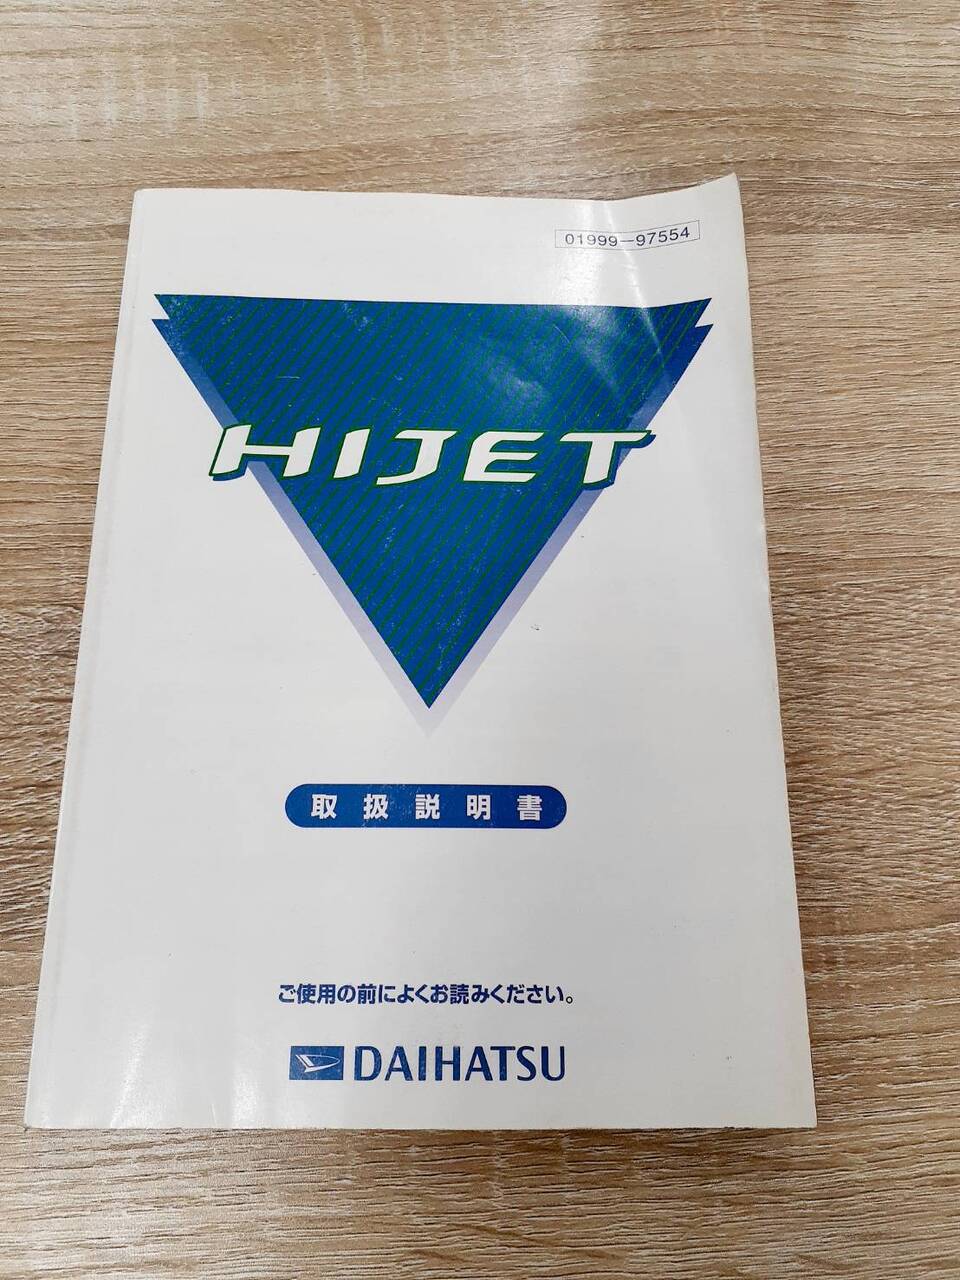 01999-97554
HIJET
取扱説明書
ご使用の前によくお読みください。
DAIHATSU